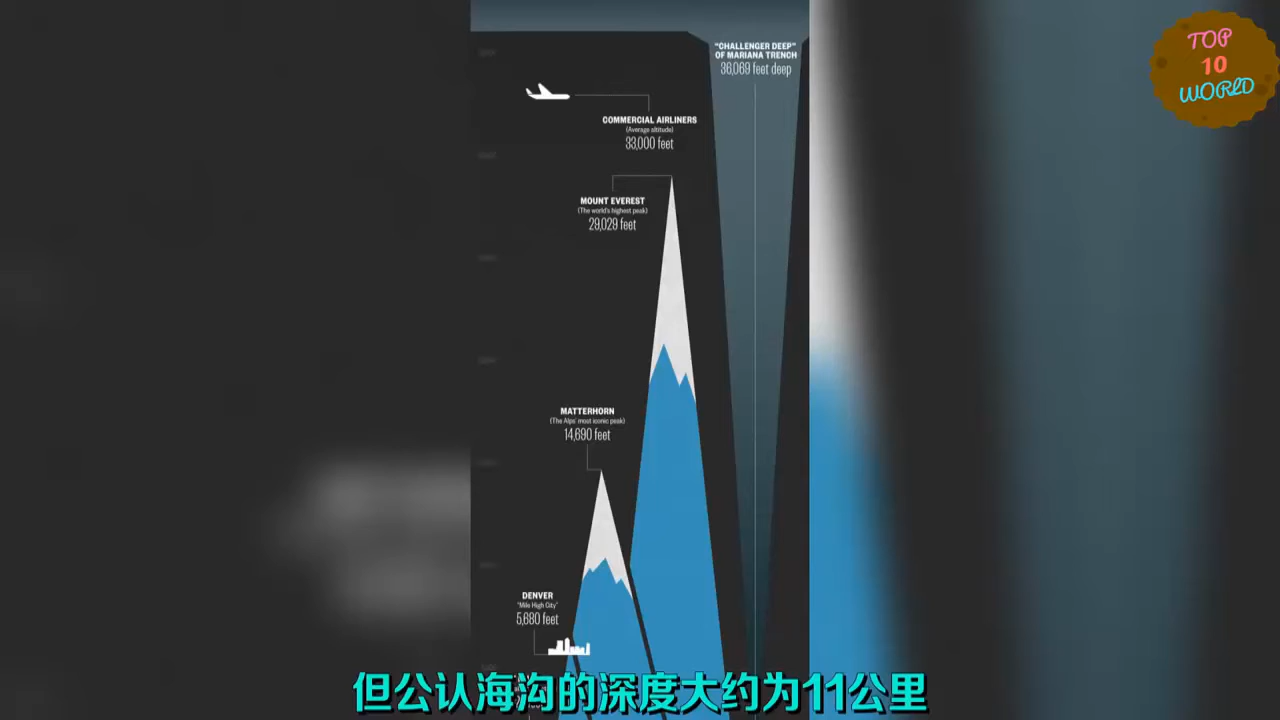 "CHALLENGER DEEP"
OF MARIANA TRENCH
36,069 feet deep
TOP
10
WORLD
COMMERCIAL AIRLINERS
(Average altitude)
33,000 feet
MOUNT EVEREST
(The world's highest peak)
29,029 feet
MATTERHORN
(The Alps' most iconic peak)
14,690 feet
DENVER
"Mile High City"
5,680 feet
但公认海沟的深度大约为11公里